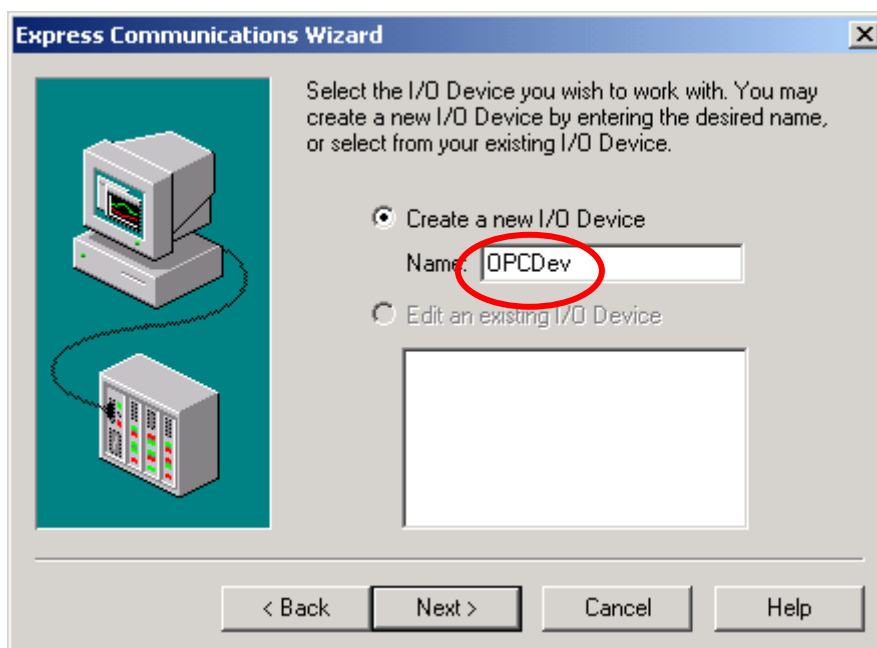 Express Communications Wizard
Select the I/O Device you wish to work with. You may
create a new I/O Device by entering the desired name,
or select from your existing I/O Device.
Create a new I/O Device
Name: OPCDev
Edit an existing I/O Device
< Back Next > Cancel Help